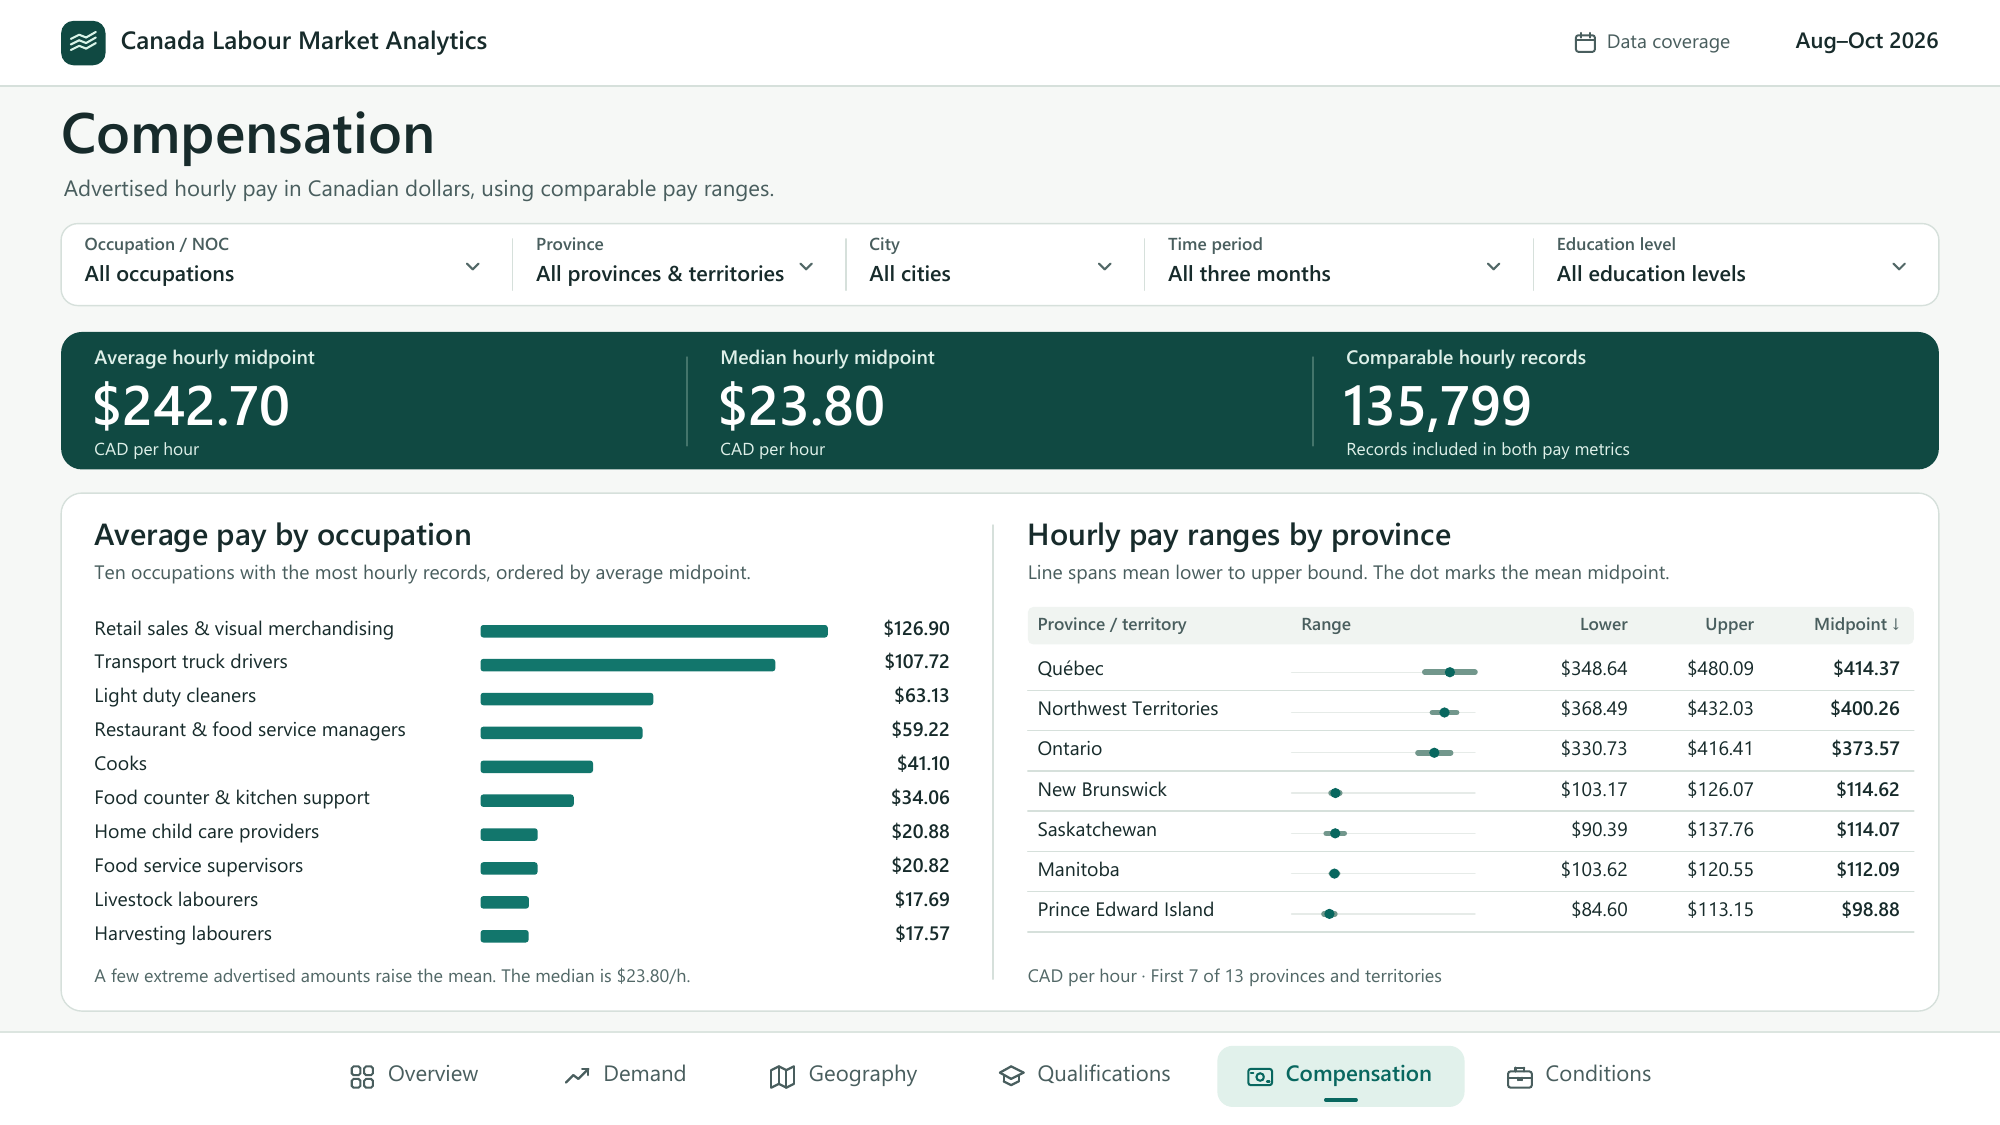 Canada Labour Market Analytics
Data coverage
Aug–Oct 2026
Compensation
Advertised hourly pay in Canadian dollars, using comparable pay ranges.
Occupation / NOC
All occupations
Province
All provinces & territories
City
All cities
Time period
All three months
Education level
All education levels
Average hourly midpoint
$242.70
CAD per hour
Median hourly midpoint
$23.80
CAD per hour
Comparable hourly records
135,799
Records included in both pay metrics
Average pay by occupation
Ten occupations with the most hourly records, ordered by average midpoint.
Retail sales & visual merchandising $126.90
Transport truck drivers $107.72
Light duty cleaners $63.13
Restaurant & food service managers $59.22
Cooks $41.10
Food counter & kitchen support $34.06
Home child care providers $20.88
Food service supervisors $20.82
Livestock labourers $17.69
Harvesting labourers $17.57
A few extreme advertised amounts raise the mean. The median is $23.80/h.
Hourly pay ranges by province
Line spans mean lower to upper bound. The dot marks the mean midpoint.
Province / territory Range Lower Upper Midpoint ↓
Québec $348.64 $480.09 $414.37
Northwest Territories $368.49 $432.03 $400.26
Ontario $330.73 $416.41 $373.57
New Brunswick $103.17 $126.07 $114.62
Saskatchewan $90.39 $137.76 $114.07
Manitoba $103.62 $120.55 $112.09
Prince Edward Island $84.60 $113.15 $98.88
CAD per hour · First 7 of 13 provinces and territories
Overview
Demand
Geography
Qualifications
Compensation
Conditions